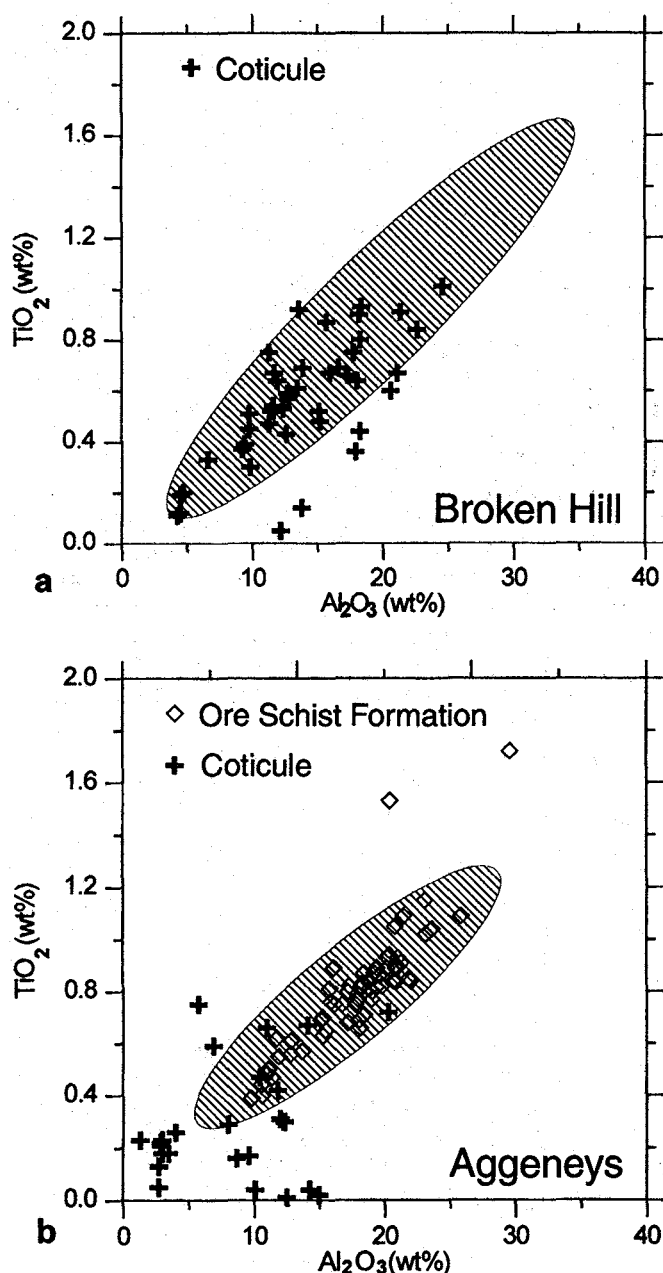 2.0
+ Coticule
1.6
1.2
TiO₂ (wt%)
0.8
0.4
Broken Hill
0.0
0 10 20 30 40
a
Al₂O₃ (wt%)
2.0
◇ Ore Schist Formation
+ Coticule
1.6
1.2
TiO₂ (wt%)
0.8
0.4
Aggeneys
0.0
0 10 20 30 40
b
Al₂O₃(wt%)